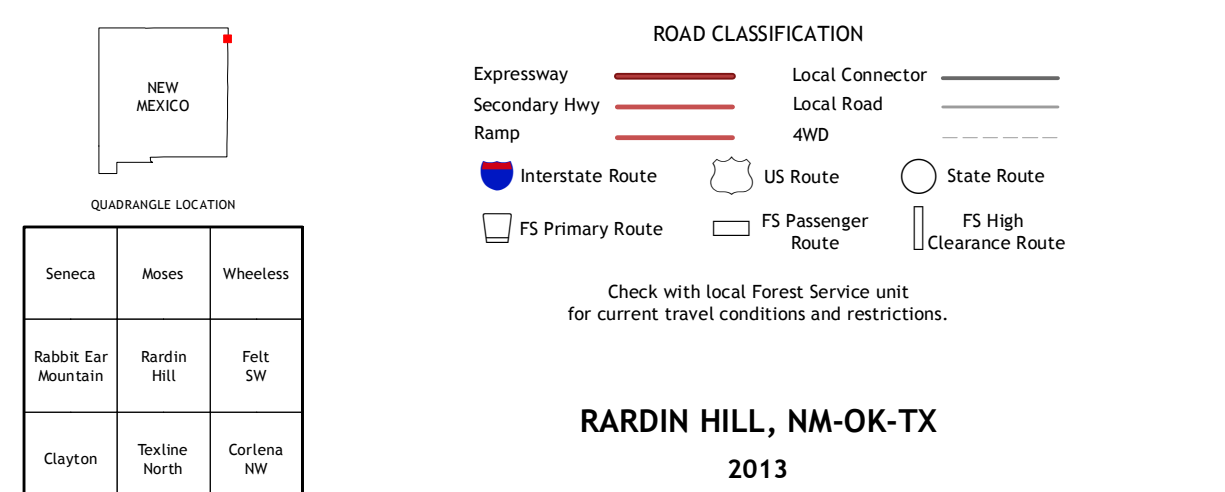 NEW
MEXICO
QUADRANGLE LOCATION
Seneca
Moses
Wheeless
Rabbit Ear
Mountain
Rardin
Hill
Felt
SW
Clayton
Texline
North
Corlena
NW
ROAD CLASSIFICATION
Expressway
Local Connector
Secondary Hwy
Local Road
Ramp
4WD
Interstate Route
US Route
State Route
FS Primary Route
FS Passenger
Route
FS High
Clearance Route
Check with local Forest Service unit
for current travel conditions and restrictions.
RARDIN HILL, NM-OK-TX
2013